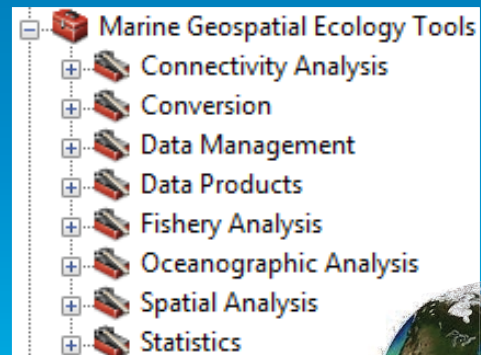 Marine Geospatial Ecology Tools
Connectivity Analysis
Conversion
Data Management
Data Products
Fishery Analysis
Oceanographic Analysis
Spatial Analysis
Statistics